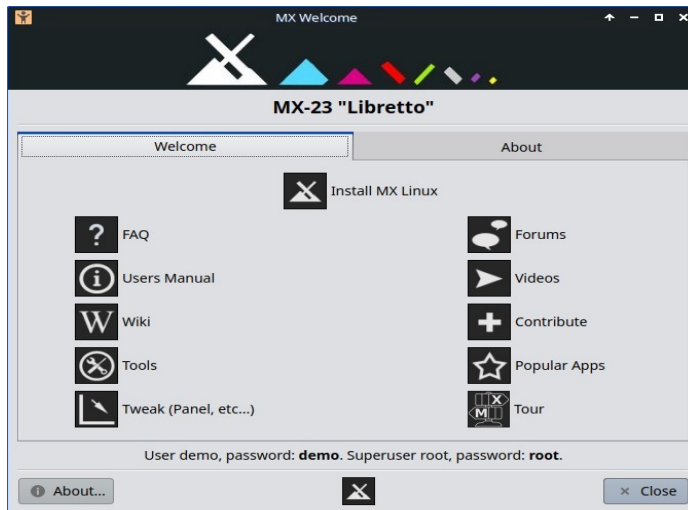 MX Welcome
MX-23 "Libretto"
Welcome About
Install MX Linux
? FAQ Forums
i Users Manual Videos
W Wiki Contribute
Tools Popular Apps
Tweak (Panel, etc...) X M Tour
User demo, password: demo. Superuser root, password: root.
About... Close